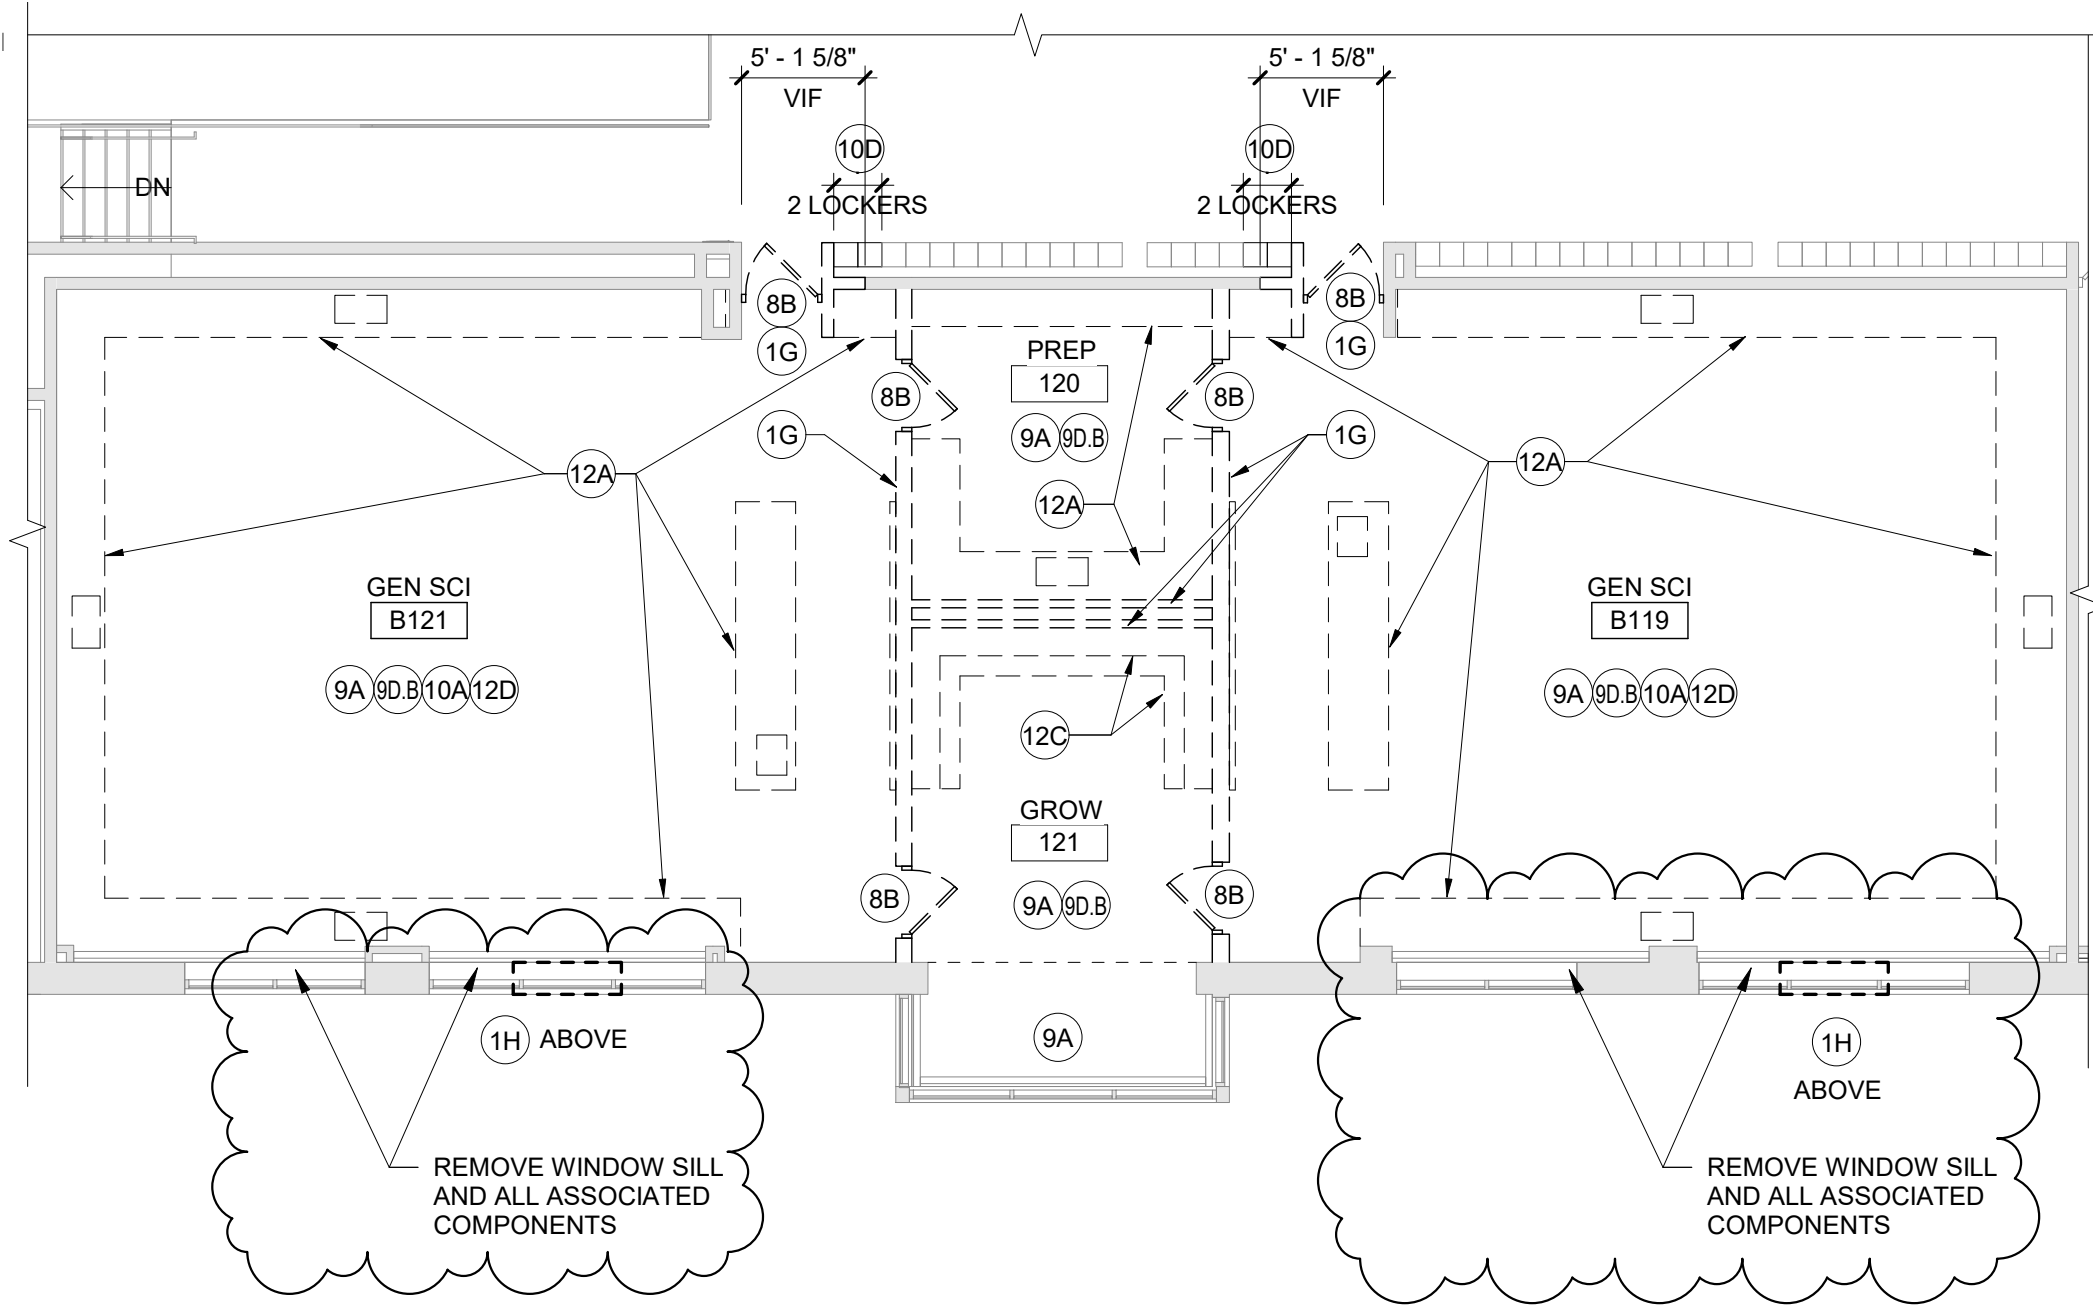 5' - 1 5/8"
VIF
5' - 1 5/8"
VIF
10D
2 LOCKERS
10D
2 LOCKERS
DN
8B
1G
8B
1G
PREP
120
8B
8B
9A 9D.B
1G
1G
12A
12A
12A
GEN SCI
B121
9A 9D.B 10A 12D
GEN SCI
B119
9A 9D.B 10A 12D
12C
GROW
121
9A 9D.B
8B
8B
9A
1H ABOVE
1H
ABOVE
REMOVE WINDOW SILL
AND ALL ASSOCIATED
COMPONENTS
REMOVE WINDOW SILL
AND ALL ASSOCIATED
COMPONENTS